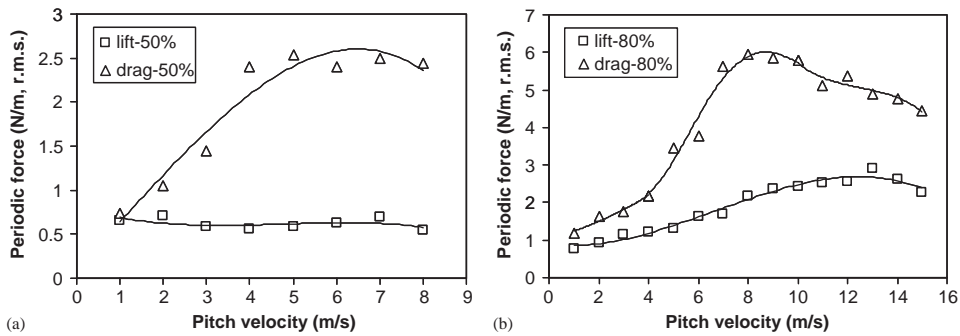 3
2.5
2
1.5
1
0.5
0
0 1 2 3 4 5 6 7 8 9
Periodic force (N/m, r.m.s.)
lift-50%
drag-50%
Pitch velocity (m/s)
(a)
7
6
5
4
3
2
1
0
0 2 4 6 8 10 12 14 16
Periodic force (N/m, r.m.s.)
lift-80%
drag-80%
Pitch velocity (m/s)
(b)